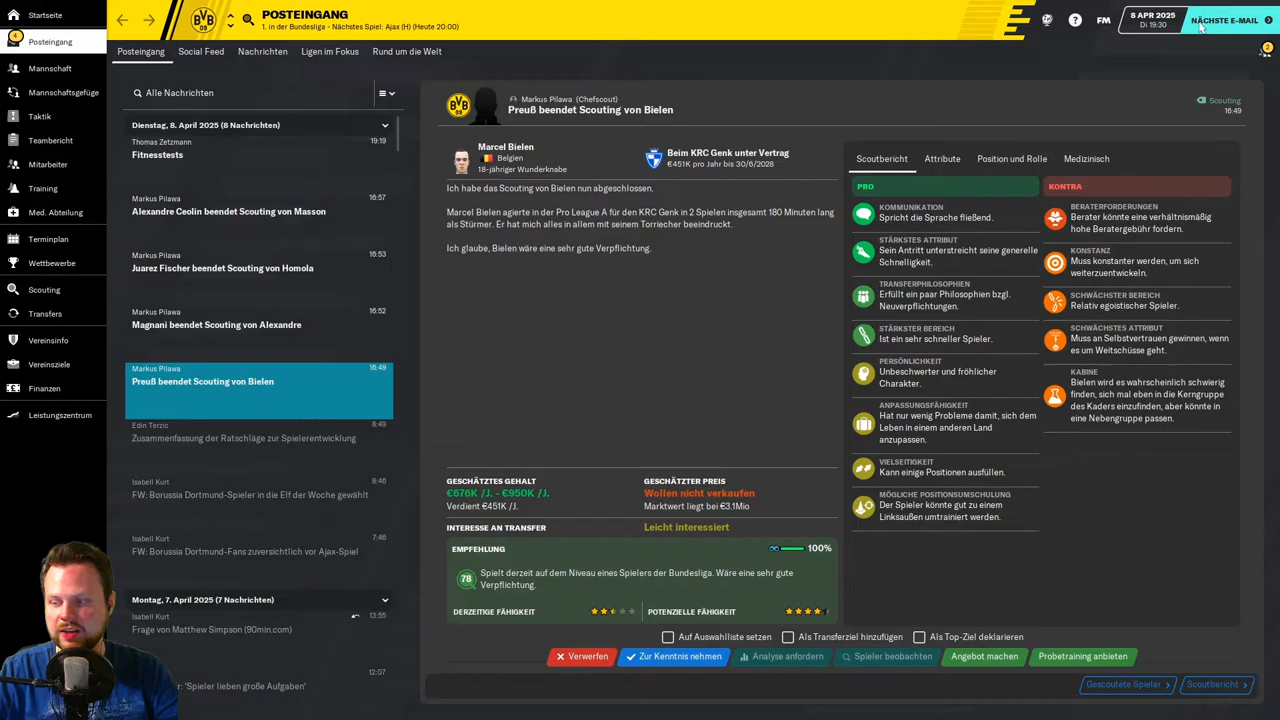 Startseite
4
Posteingang
Mannschaft
Mannschaftsgefüge
Taktik
Teambericht
Mitarbeiter
Training
Med. Abteilung
Terminplan
Wettbewerbe
Scouting
Transfers
Vereinsinfo
Vereinsziele
Finanzen
Leistungszentrum
BVB
09
POSTEINGANG
1. in der Bundesliga - Nächstes Spiel: Ajax (H) (Heute 20:00)
?
FM
8 APR 2025
Di 19:30
NÄCHSTE E-MAIL
2
Posteingang
Social Feed
Nachrichten
Ligen im Fokus
Rund um die Welt
Alle Nachrichten
Dienstag, 8. April 2025 (8 Nachrichten)
Thomas Zetzmann
19:19
Fitnesstests
Markus Pilawa
16:57
Alexandre Ceolin beendet Scouting von Masson
Markus Pilawa
16:53
Juarez Fischer beendet Scouting von Homola
Markus Pilawa
16:52
Magnani beendet Scouting von Alexandre
Markus Pilawa
16:49
Preuß beendet Scouting von Bielen
Edin Terzic
8:49
Zusammenfassung der Ratschläge zur Spielerentwicklung
Isabell Kurt
8:46
FW: Borussia Dortmund-Spieler in die Elf der Woche gewählt
Isabell Kurt
7:46
FW: Borussia Dortmund-Fans zuversichtlich vor Ajax-Spiel
Montag, 7. April 2025 (7 Nachrichten)
Isabell Kurt
13:55
Frage von Matthew Simpson (90min.com)
12:07
'Spieler lieben große Aufgaben'
BVB
09
Markus Pilawa (Chefscout)
Preuß beendet Scouting von Bielen
Scouting
16:49
Marcel Bielen
Belgien
18-jähriger Wunderknabe
Beim KRC Genk unter Vertrag
€451K pro Jahr bis 30/6/2028
Ich habe das Scouting von Bielen nun abgeschlossen.
Marcel Bielen agierte in der Pro League A für den KRC Genk in 2 Spielen insgesamt 180 Minuten lang
als Stürmer. Er hat mich alles in allem mit seinem Torriecher beeindruckt.
Ich glaube, Bielen wäre eine sehr gute Verpflichtung.
GESCHÄTZTES GEHALT
€676K /J. - €950K /J.
Verdient €451K /J.
GESCHÄTZTER PREIS
Wollen nicht verkaufen
Marktwert liegt bei €3.1Mio
INTERESSE AN TRANSFER
Leicht interessiert
EMPFEHLUNG
100%
78
Spielt derzeit auf dem Niveau eines Spielers der Bundesliga. Wäre eine sehr gute
Verpflichtung.
DERZEITIGE FÄHIGKEIT
POTENZIELLE FÄHIGKEIT
Scoutbericht
Attribute
Position und Rolle
Medizinisch
PRO
KOMMUNIKATION
Spricht die Sprache fließend.
STÄRKSTES ATTRIBUT
Sein Antritt unterstreicht seine generelle
Schnelligkeit.
TRANSFERPHILOSOPHIEN
Erfüllt ein paar Philosophien bzgl.
Neuverpflichtungen.
STÄRKSTER BEREICH
Ist ein sehr schneller Spieler.
PERSÖNLICHKEIT
Unbeschwerter und fröhlicher
Charakter.
ANPASSUNGSFÄHIGKEIT
Hat nur wenig Probleme damit, sich dem
Leben in einem anderen Land
anzupassen.
VIELSEITIGKEIT
Kann einige Positionen ausfüllen.
MÖGLICHE POSITIONSUMSCHULUNG
Der Spieler könnte gut zu einem
Linksaußen umtrainiert werden.
KONTRA
BERATERFORDERUNGEN
Berater könnte eine verhältnismäßig
hohe Beratergebühr fordern.
KONSTANZ
Muss konstanter werden, um sich
weiterzuentwickeln.
SCHWÄCHSTER BEREICH
Relativ egoistischer Spieler.
SCHWÄCHSTES ATTRIBUT
Muss an Selbstvertrauen gewinnen, wenn
es um Weitschüsse geht.
KABINE
Bielen wird es wahrscheinlich schwierig
finden, sich mal eben in die Kerngruppe
des Kaders einzufinden, aber könnte in
eine Nebengruppe passen.
Auf Auswahlliste setzen
Als Transferziel hinzufügen
Als Top-Ziel deklarieren
Verwerfen
Zur Kenntnis nehmen
Analyse anfordern
Spieler beobachten
Angebot machen
Probetraining anbieten
Gescoutete Spieler
Scoutbericht